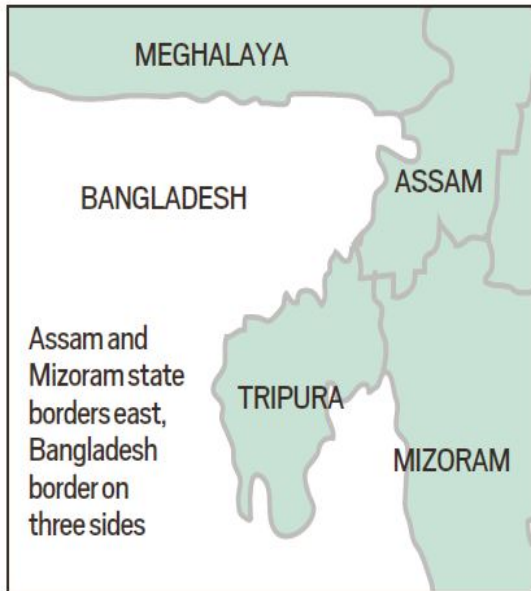 MEGHALAYA
ASSAM
BANGLADESH
Assam and
Mizoram state
borders east,
Bangladesh
border on
three sides
TRIPURA
MIZORAM